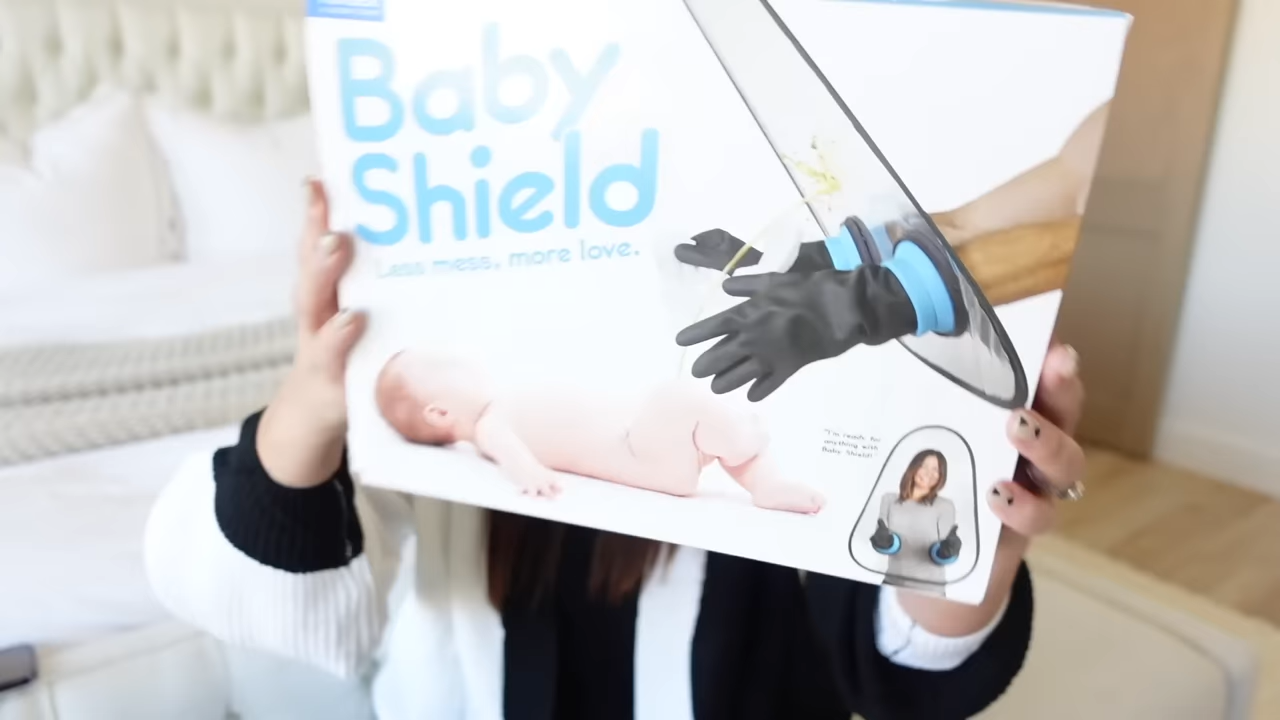 Baby
Shield
Less mess, more love.
"I'm ready for
anything with
Baby Shield!"